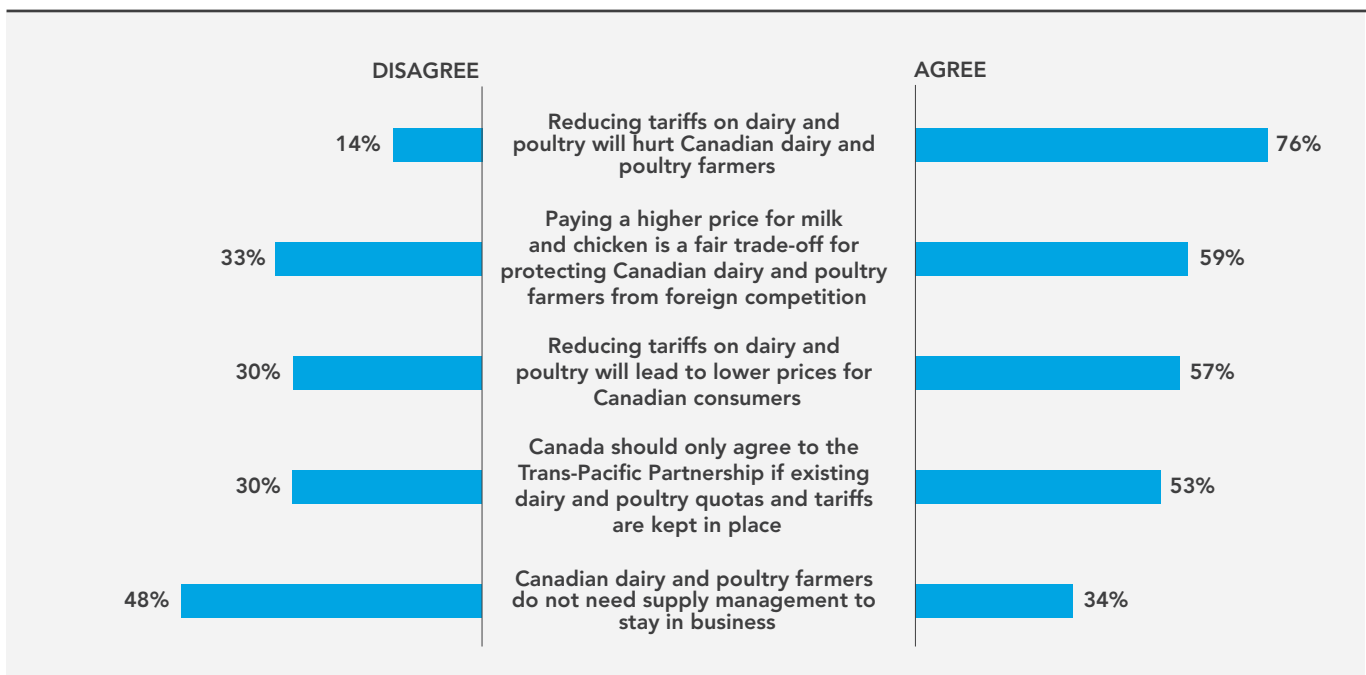 DISAGREE
AGREE
14%
Reducing tariffs on dairy and
poultry will hurt Canadian dairy and
poultry farmers
76%
33%
Paying a higher price for milk
and chicken is a fair trade-off for
protecting Canadian dairy and poultry
farmers from foreign competition
59%
30%
Reducing tariffs on dairy and
poultry will lead to lower prices for
Canadian consumers
57%
30%
Canada should only agree to the
Trans-Pacific Partnership if existing
dairy and poultry quotas and tariffs
are kept in place
53%
48%
Canadian dairy and poultry farmers
do not need supply management to
stay in business
34%